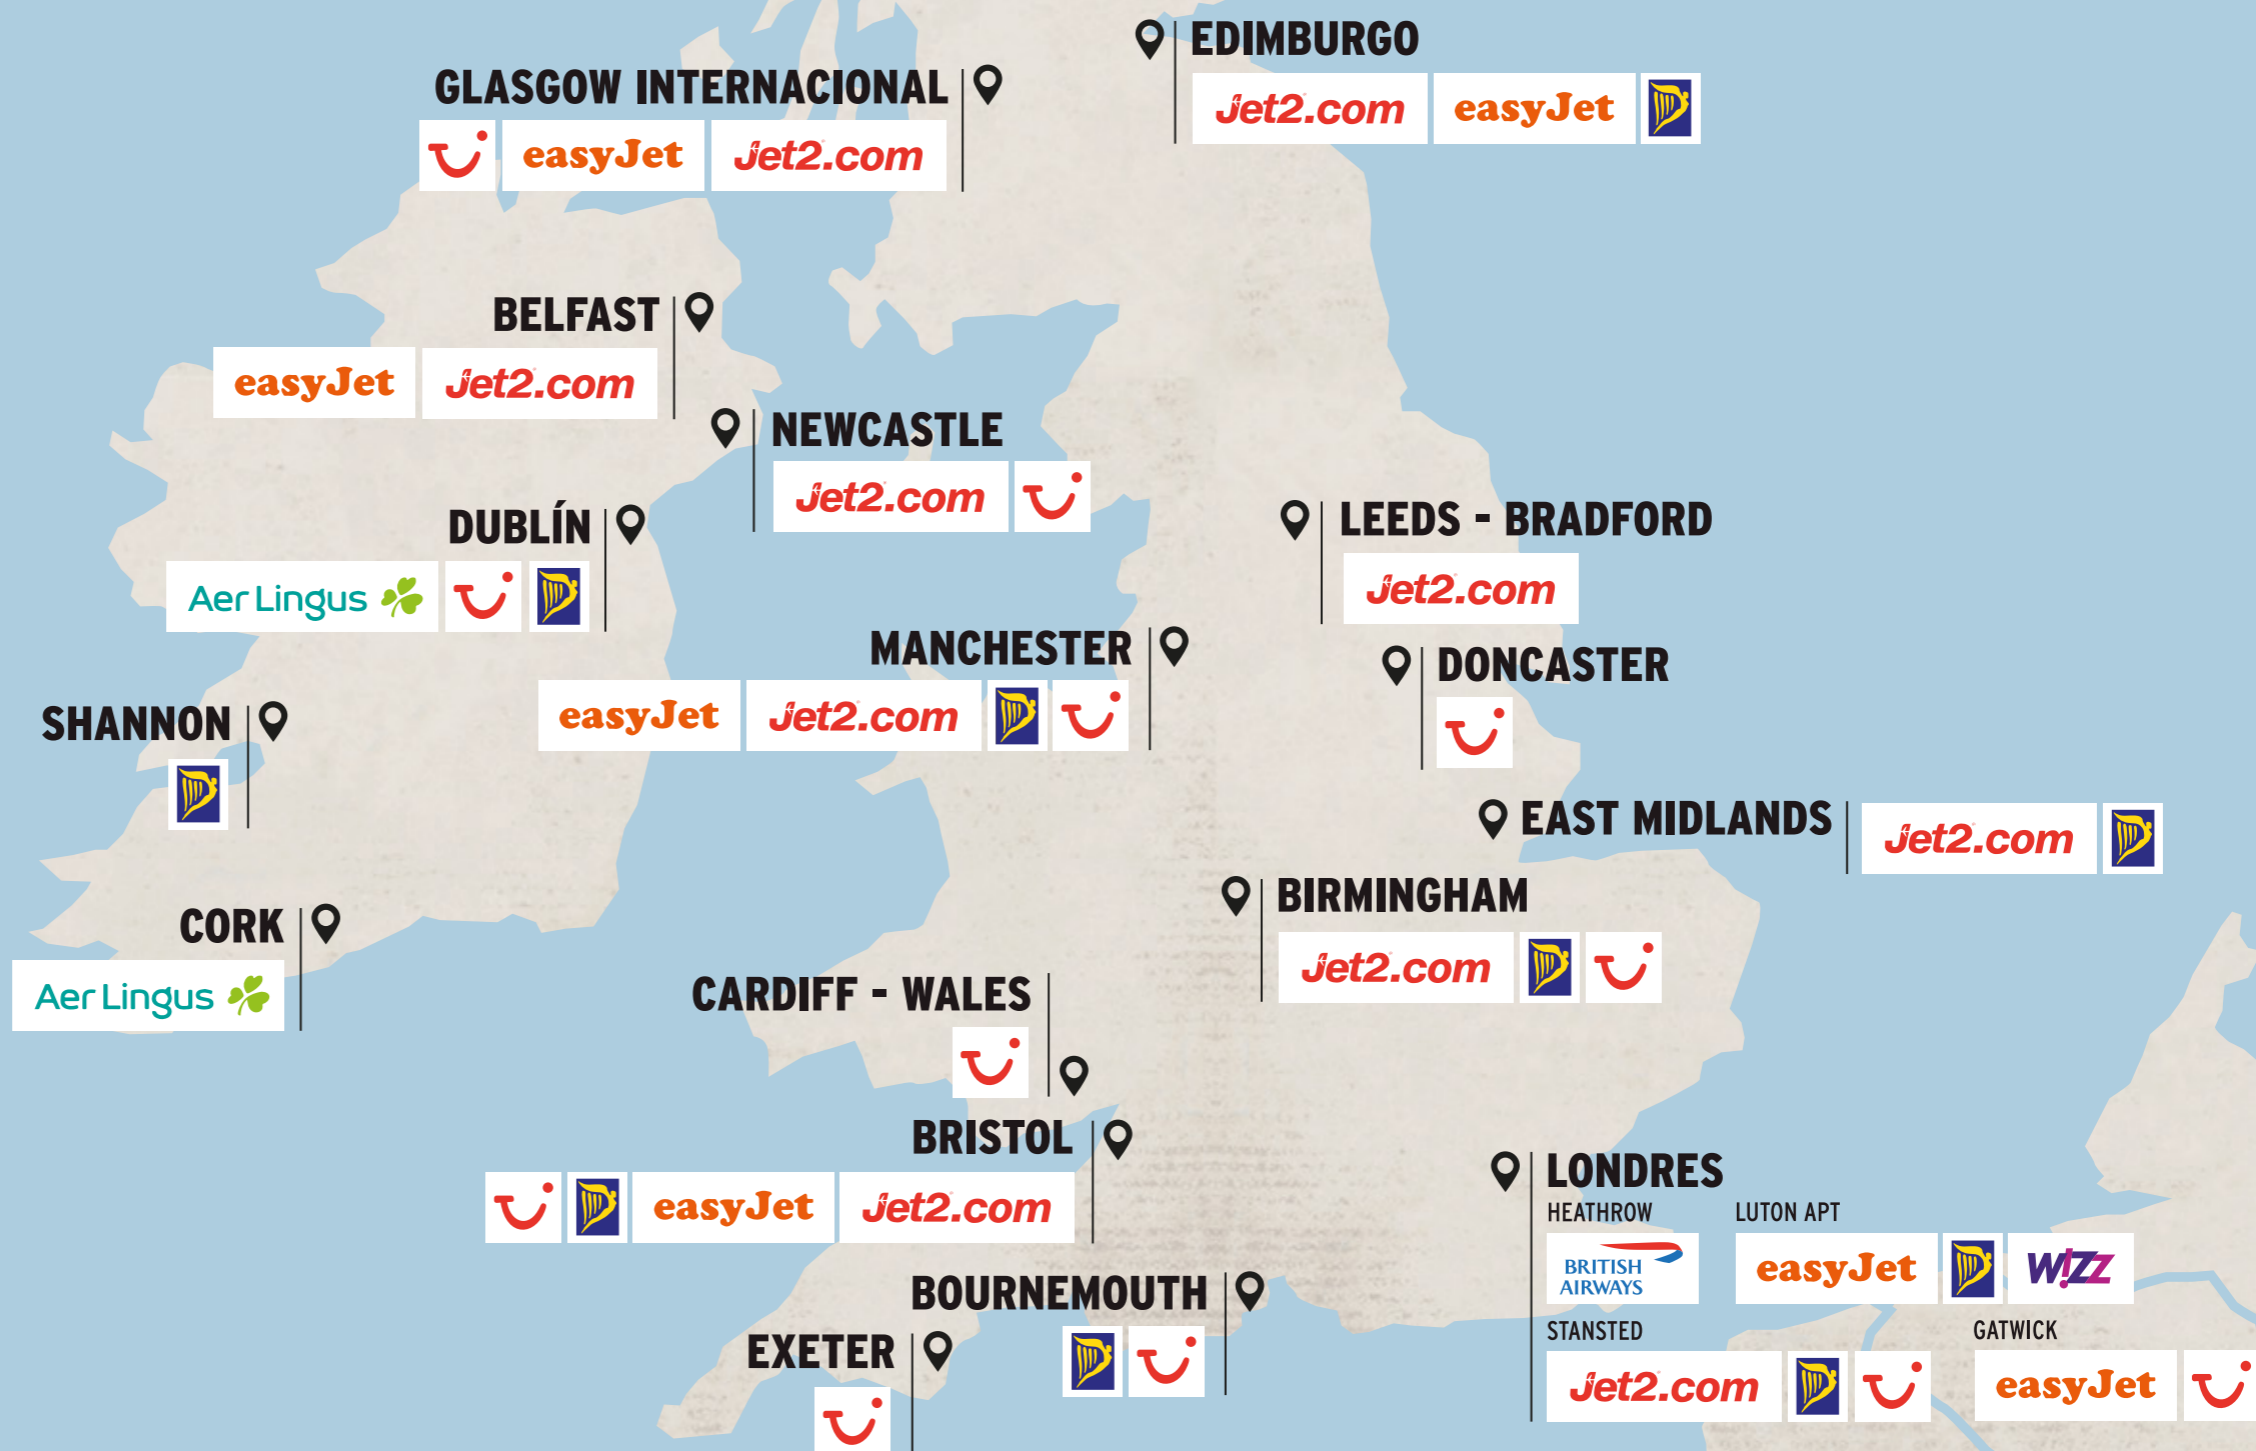 EDIMBURGO
Jet2.com easyJet
GLASGOW INTERNACIONAL
easyJet Jet2.com
BELFAST
easyJet Jet2.com
NEWCASTLE
Jet2.com
DUBLÍN
Aer Lingus
LEEDS - BRADFORD
Jet2.com
MANCHESTER
easyJet Jet2.com
DONCASTER
SHANNON
EAST MIDLANDS Jet2.com
BIRMINGHAM
Jet2.com
CORK
Aer Lingus
CARDIFF - WALES
BRISTOL
easyJet Jet2.com
LONDRES
HEATHROW
BRITISH
AIRWAYS
LUTON APT
easyJet WIZZ
STANSTED
Jet2.com
GATWICK
easyJet
BOURNEMOUTH
EXETER